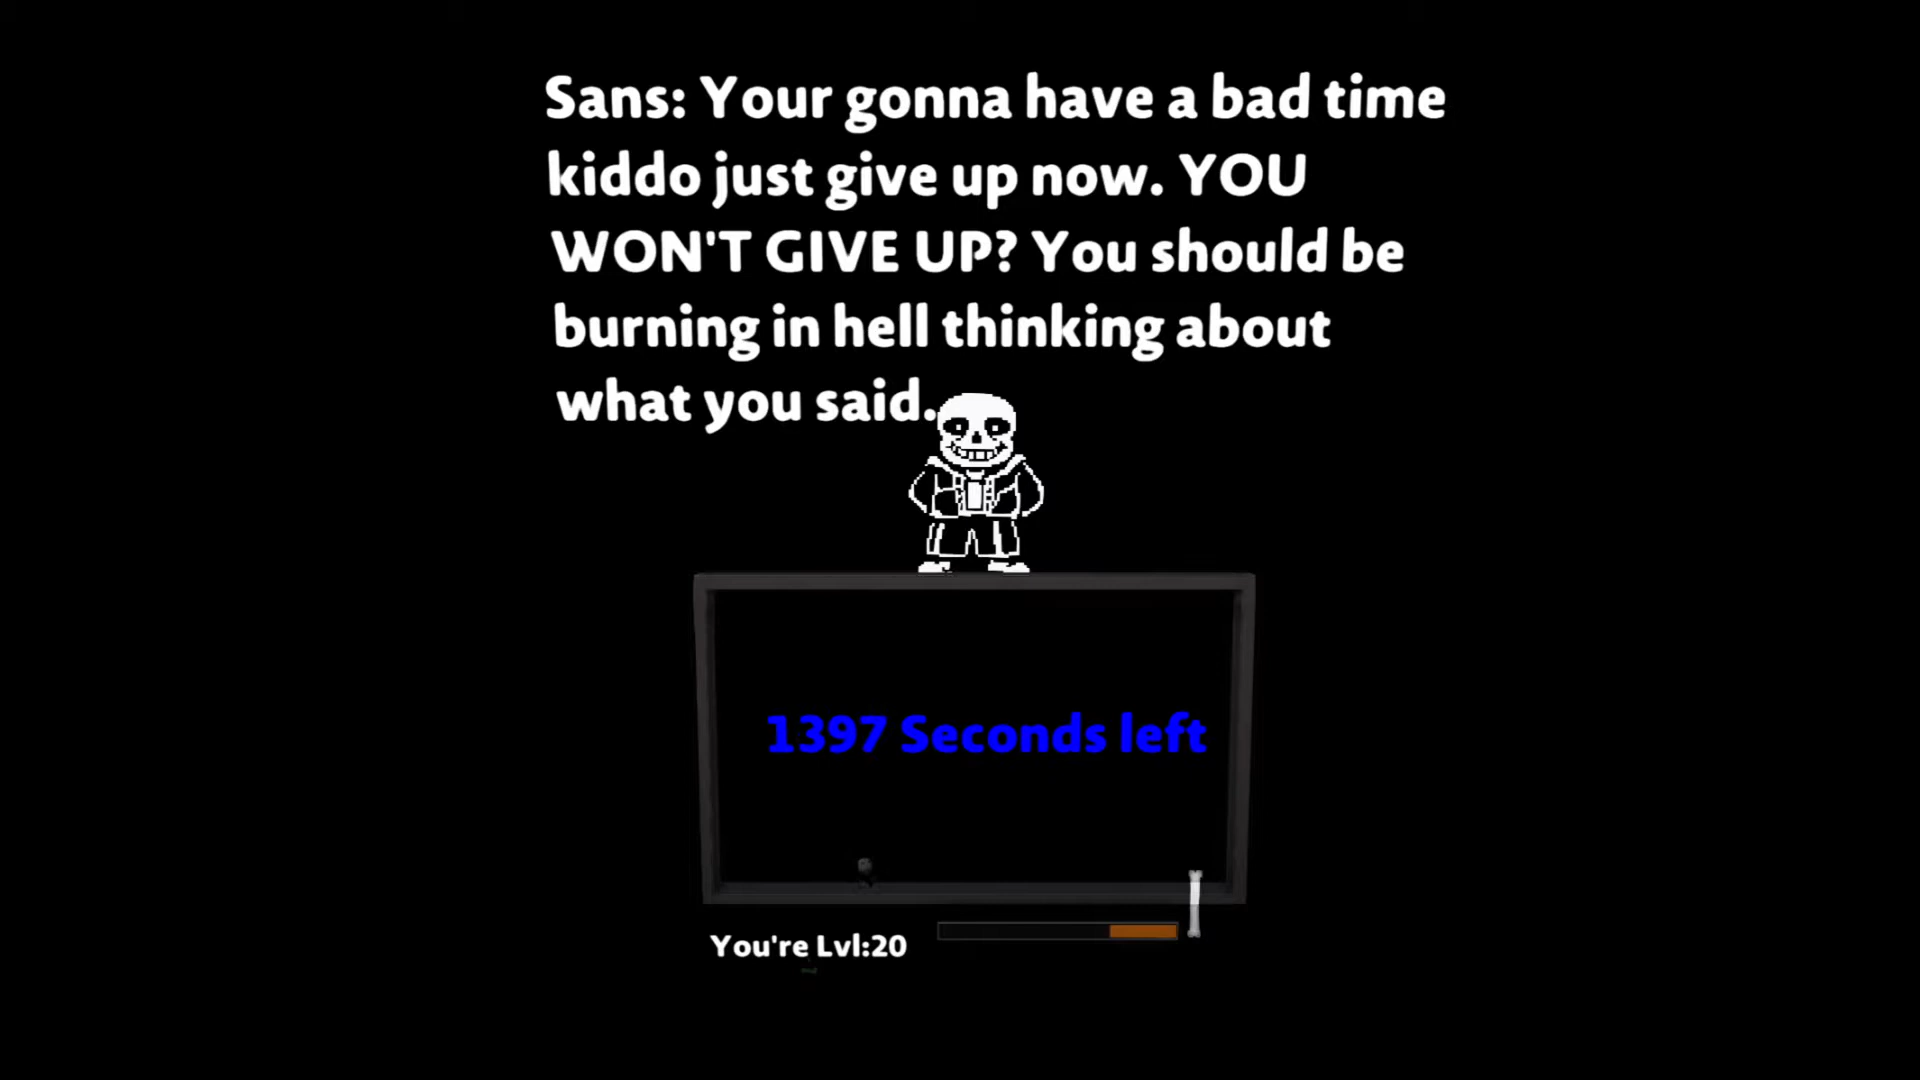 Sans: Your gonna have a bad time
kiddo just give up now. YOU
WON'T GIVE UP? You should be
burning in hell thinking about
what you said.
1397 Seconds left
You're Lvl:20